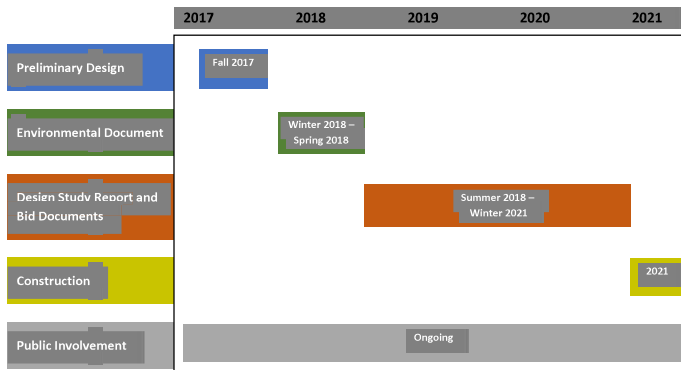 2017 2018 2019 2020 2021
Preliminary Design
Fall 2017
Environmental Document
Winter 2018 –
Spring 2018
Design Study Report and
Bid Documents
Summer 2018 –
Winter 2021
Construction
2021
Public Involvement
Ongoing